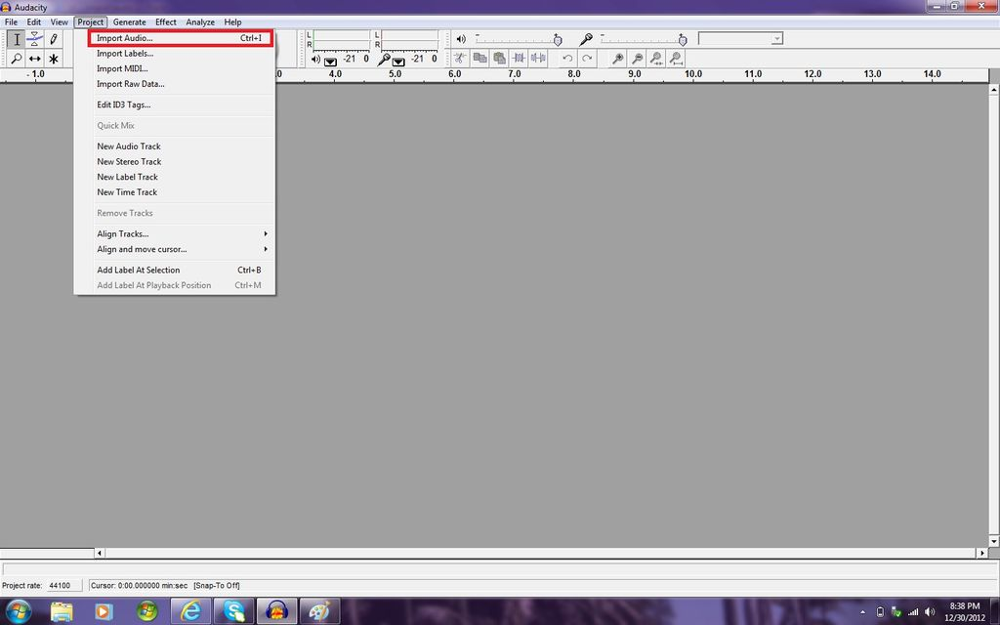 Audacity
File Edit View Project Generate Effect Analyze Help
Import Audio... Ctrl+I
Import Labels...
Import MIDI...
Import Raw Data...
Edit ID3 Tags...
Quick Mix
New Audio Track
New Stereo Track
New Label Track
New Time Track
Remove Tracks
Align Tracks...
Align and move cursor...
Add Label At Selection Ctrl+B
Add Label At Playback Position Ctrl+M
L L
R R
-21 0 -21 0
- + - +
- 1.0 .0 4.0 5.0 6.0 7.0 8.0 9.0 10.0 11.0 12.0 13.0 14.0
Project rate: 44100 Cursor: 0:00.000000 min:sec [Snap-To Off]
8:38 PM
12/30/2012